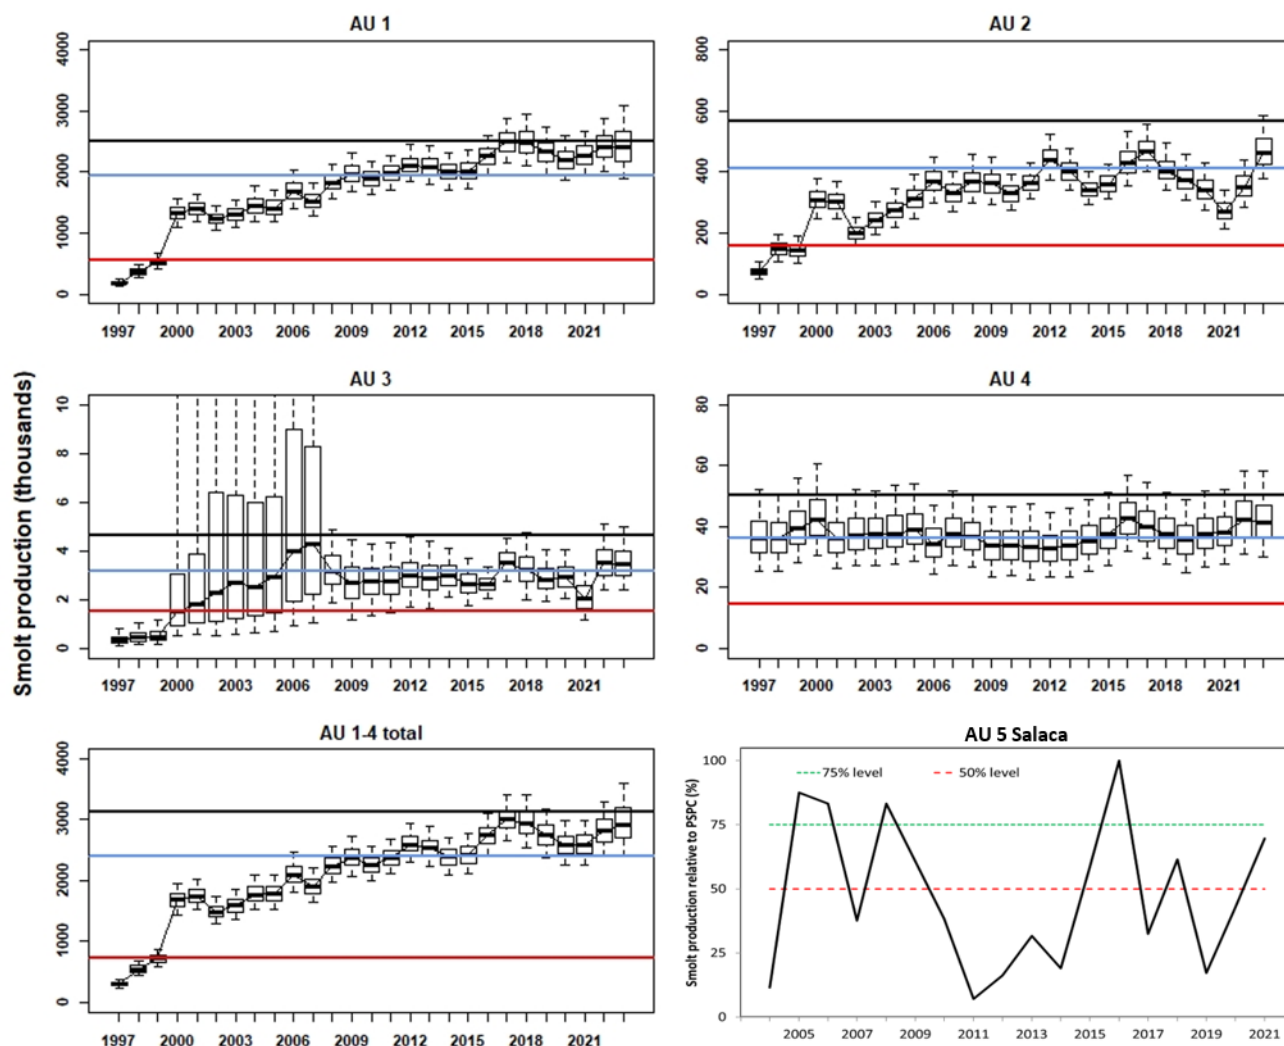 AU 1
4000
3000
2000
1000
0
1997 2000 2003 2006 2009 2012 2015 2018 2021
AU 2
800
600
400
200
0
1997 2000 2003 2006 2009 2012 2015 2018 2021
Smolt production (thousands)
AU 3
10
8
6
4
2
0
1997 2000 2003 2006 2009 2012 2015 2018 2021
AU 4
80
60
40
20
0
1997 2000 2003 2006 2009 2012 2015 2018 2021
AU 1-4 total
4000
3000
2000
1000
0
1997 2000 2003 2006 2009 2012 2015 2018 2021
AU 5 Salaca
Smolt production relative to PSPC (%)
75% level 50% level
100
75
50
25
0
2005 2007 2009 2011 2013 2015 2017 2019 2021